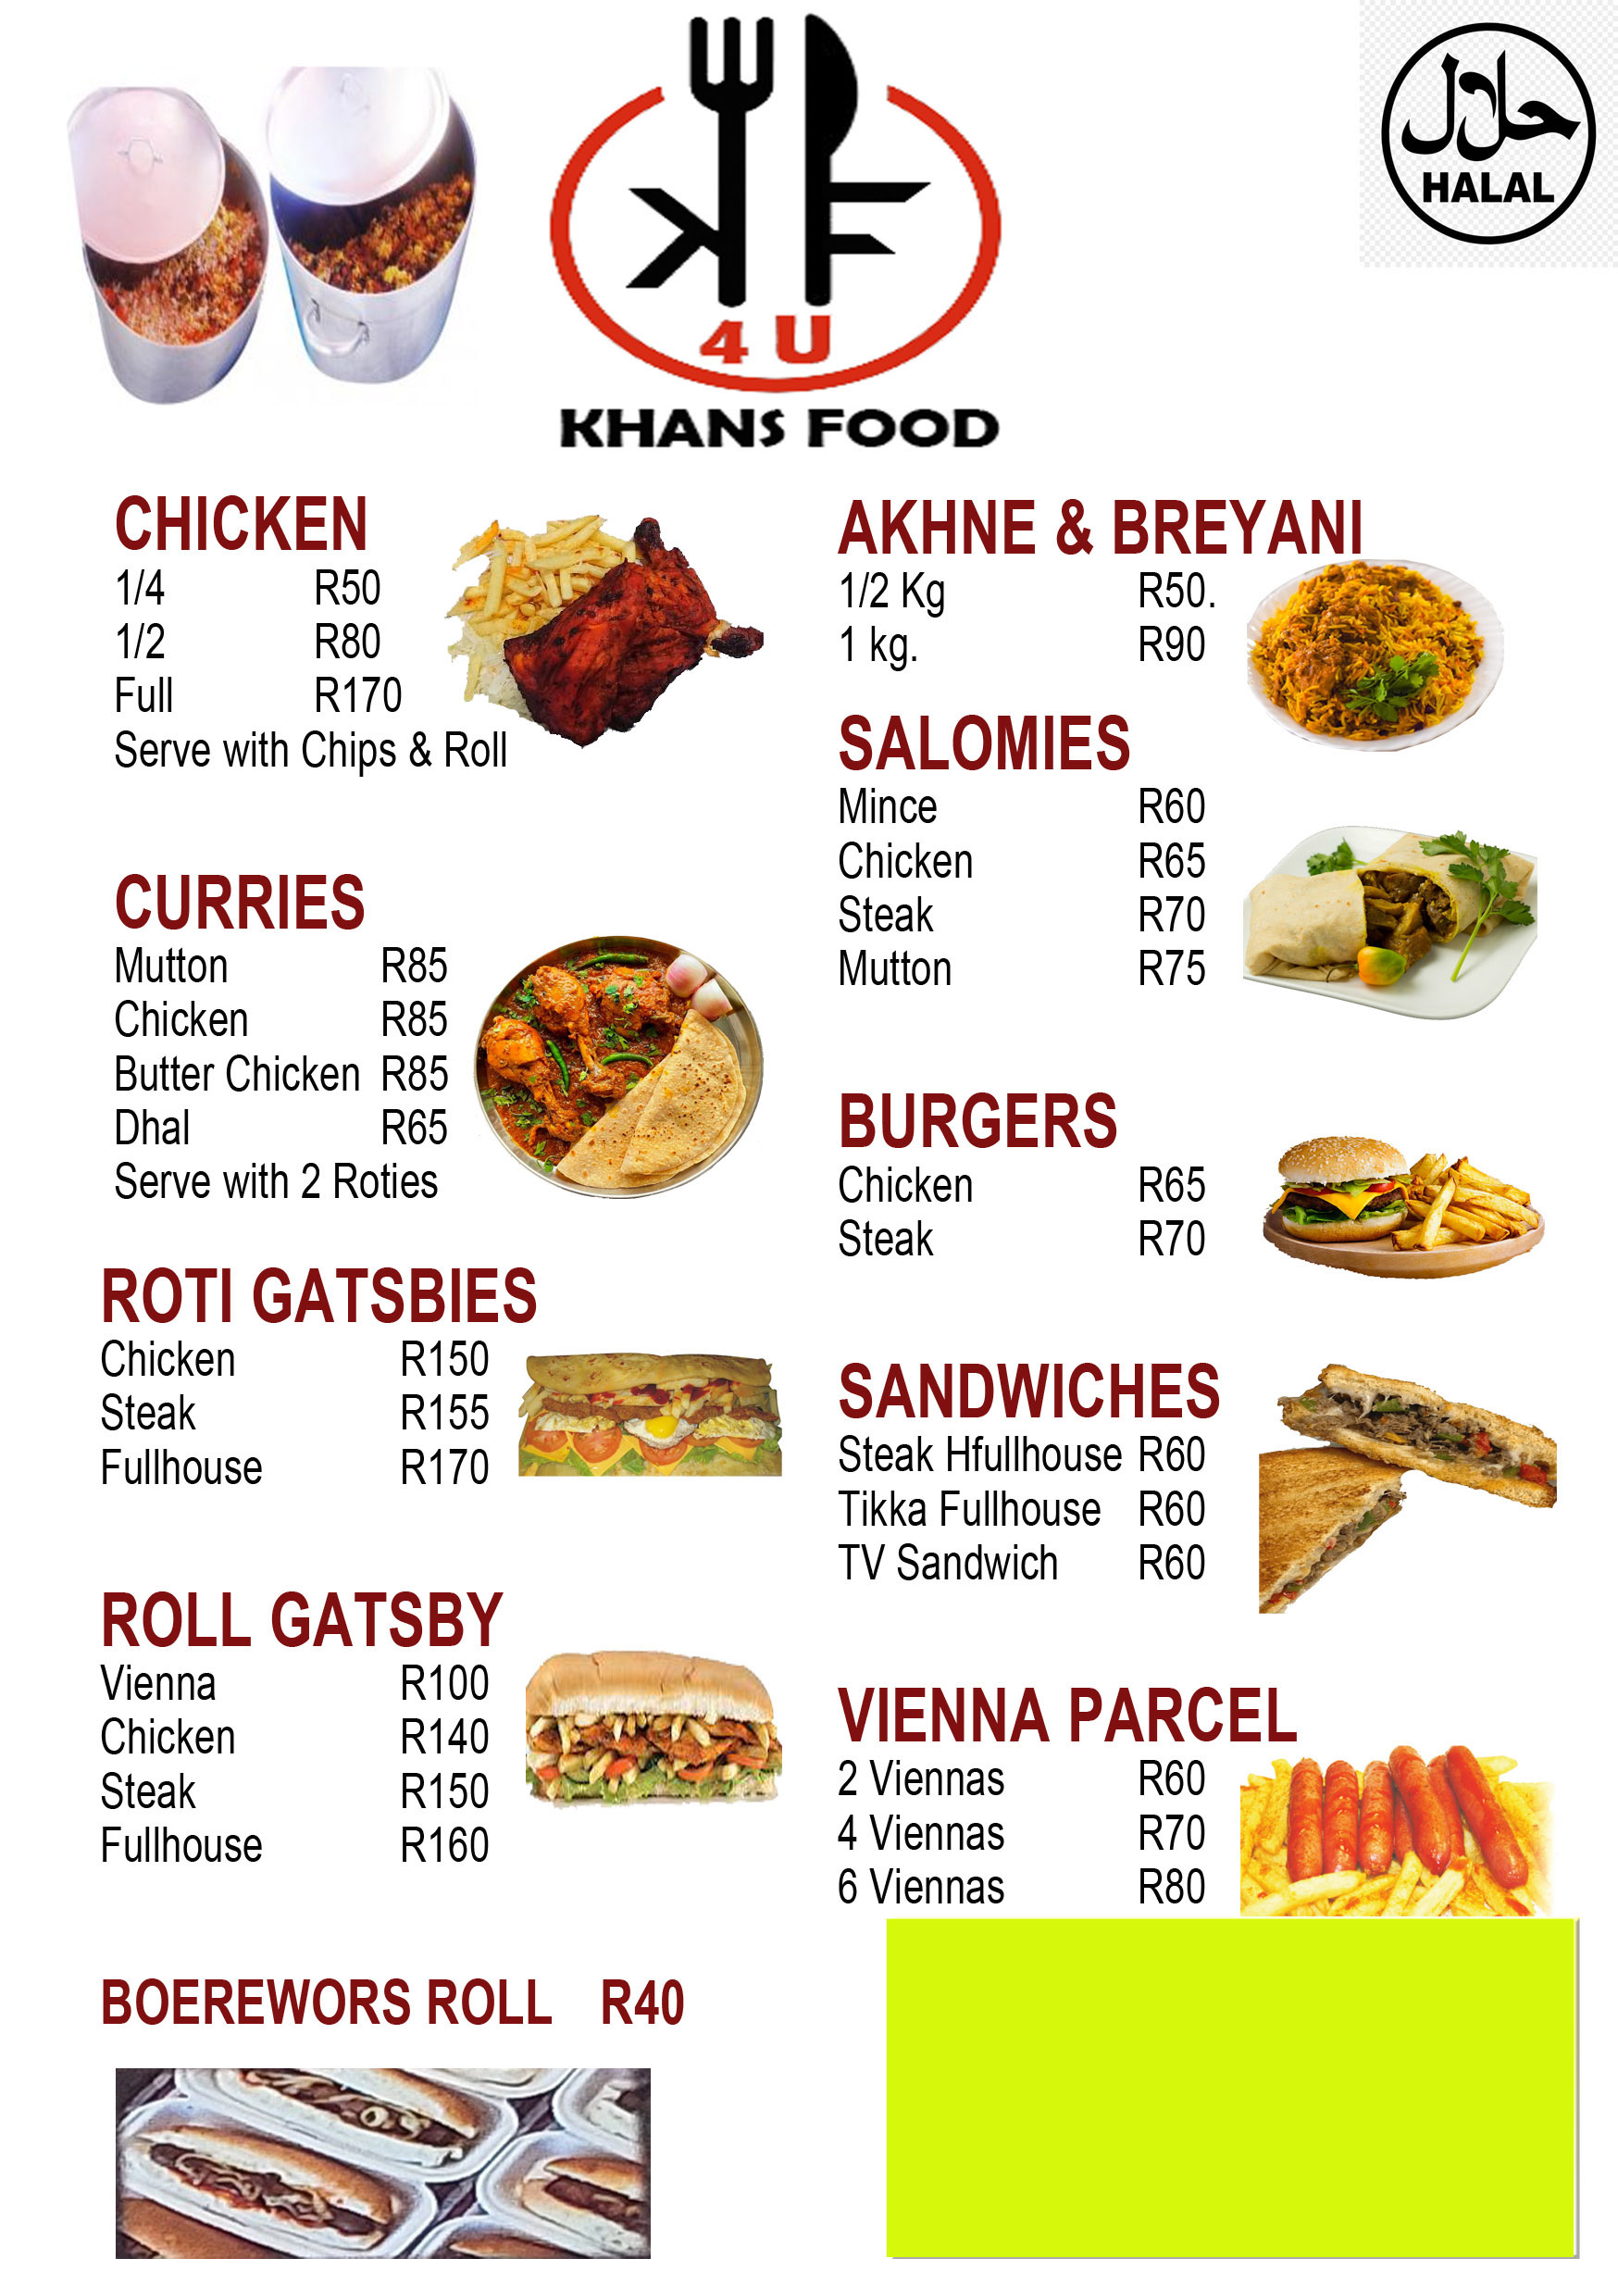 KF
4 U
KHANS FOOD
حلال
HALAL
CHICKEN
1/4 R50
1/2 R80
Full R170
Serve with Chips & Roll
CURRIES
Mutton R85
Chicken R85
Butter Chicken R85
Dhal R65
Serve with 2 Roties
ROTI GATSBIES
Chicken R150
Steak R155
Fullhouse R170
ROLL GATSBY
Vienna R100
Chicken R140
Steak R150
Fullhouse R160
BOEREWORS ROLL R40
AKHNE & BREYANI
1/2 Kg R50.
1 kg. R90
SALOMIES
Mince R60
Chicken R65
Steak R70
Mutton R75
BURGERS
Chicken R65
Steak R70
SANDWICHES
Steak Hfullhouse R60
Tikka Fullhouse R60
TV Sandwich R60
VIENNA PARCEL
2 Viennas R60
4 Viennas R70
6 Viennas R80